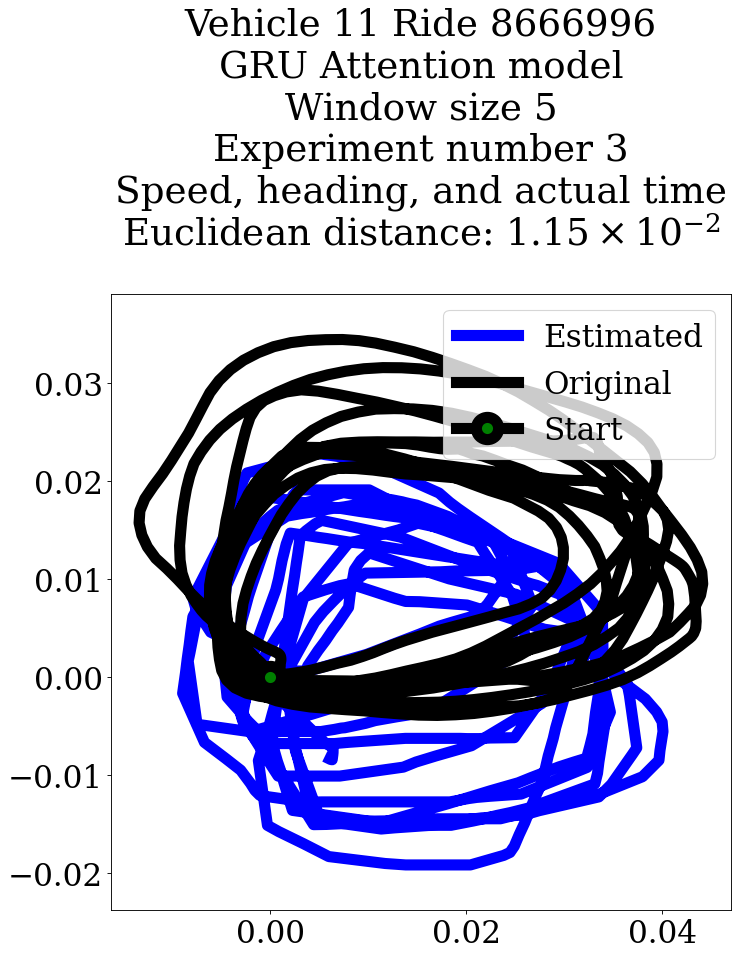 Vehicle 11 Ride 8666996
GRU Attention model
Window size 5
Experiment number 3
Speed, heading, and actual time
Euclidean distance: 1.15 × 10⁻²
Estimated
Original
Start
0.03
0.02
0.01
0.00
−0.01
−0.02
0.00 0.02 0.04